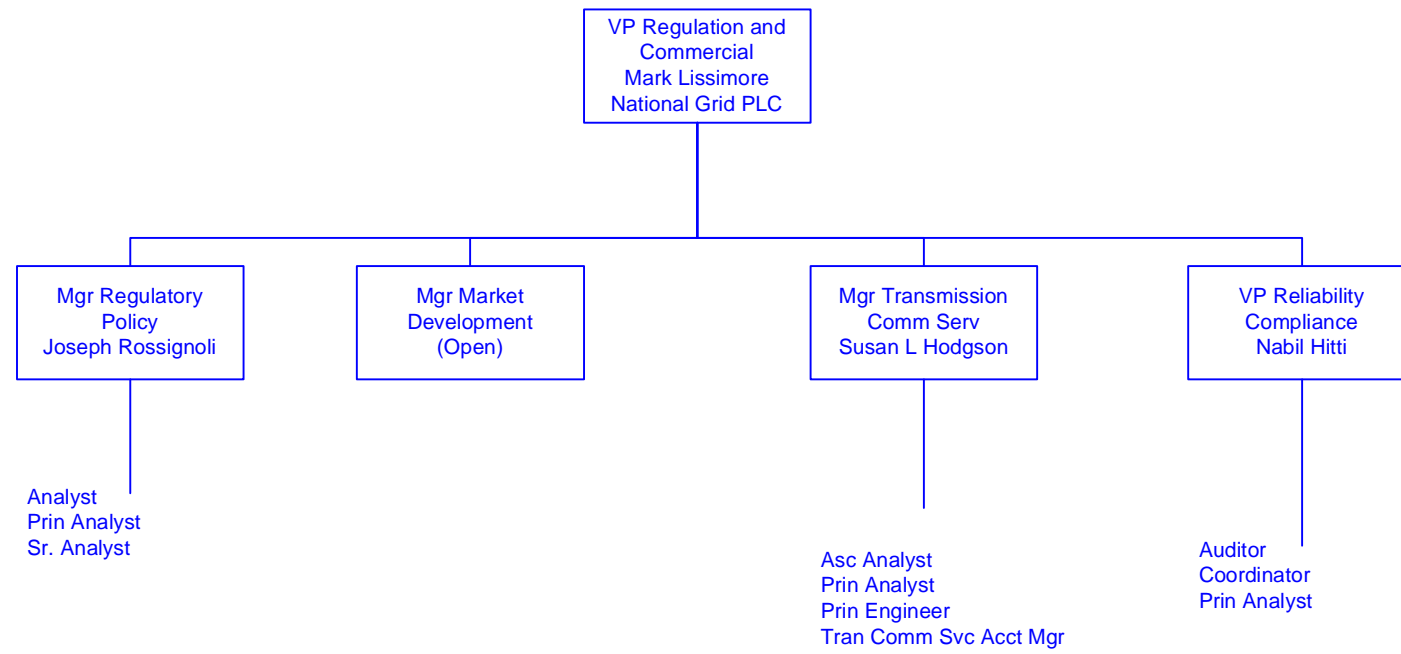 VP Regulation and
Commercial
Mark Lissimore
National Grid PLC
Mgr Regulatory
Policy
Joseph Rossignoli
Mgr Market
Development
(Open)
Mgr Transmission
Comm Serv
Susan L Hodgson
VP Reliability
Compliance
Nabil Hitti
Analyst
Prin Analyst
Sr. Analyst
Asc Analyst
Prin Analyst
Prin Engineer
Tran Comm Svc Acct Mgr
Auditor
Coordinator
Prin Analyst